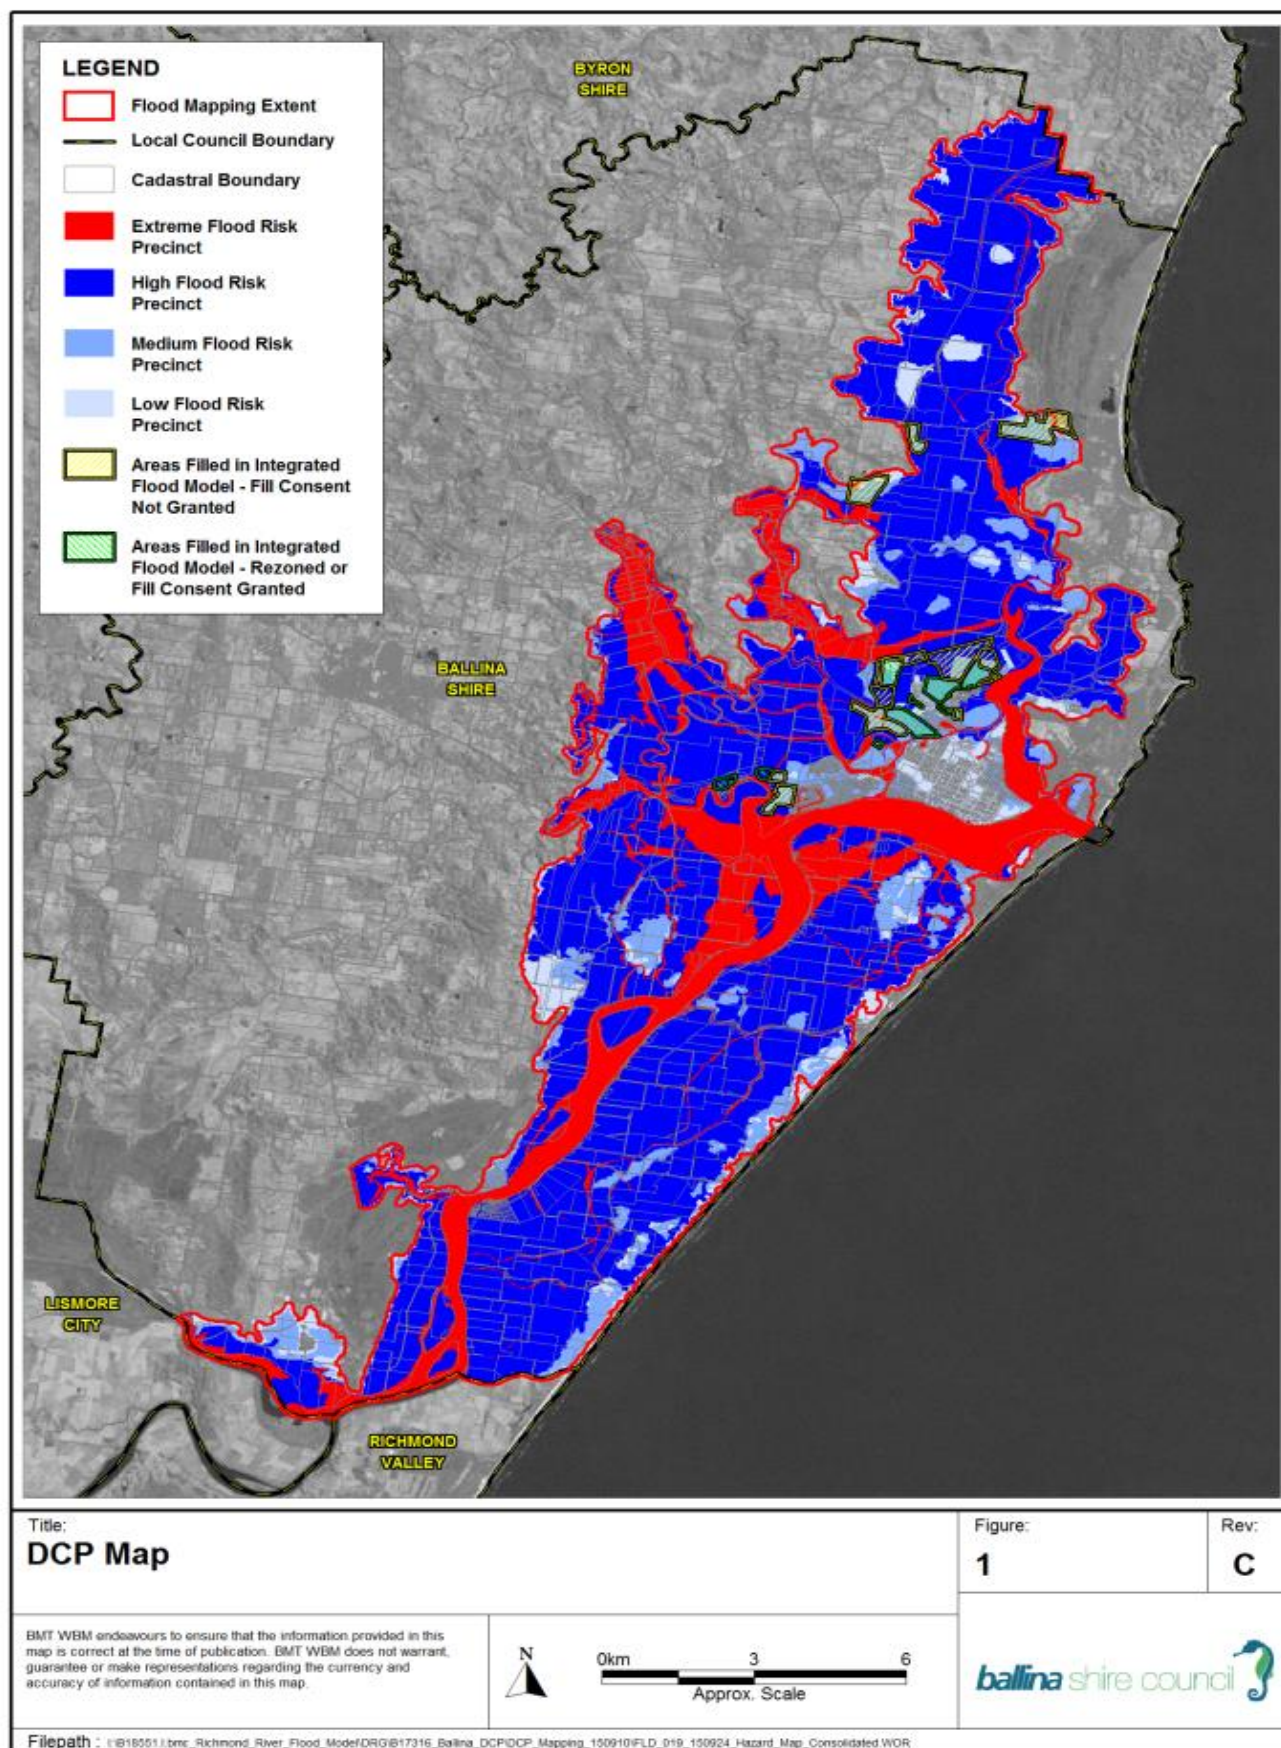 LEGEND
Flood Mapping Extent
Local Council Boundary
Cadastral Boundary
Extreme Flood Risk
Precinct
High Flood Risk
Precinct
Medium Flood Risk
Precinct
Low Flood Risk
Precinct
Areas Filled in Integrated
Flood Model - Fill Consent
Not Granted
Areas Filled in Integrated
Flood Model - Rezoned or
Fill Consent Granted
BYRON
SHIRE
BALLINA
SHIRE
LISMORE
CITY
RICHMOND
VALLEY
Title:
DCP Map
Figure:
1
Rev:
C
BMT WBM endeavours to ensure that the information provided in this
map is correct at the time of publication. BMT WBM does not warrant,
guarantee or make representations regarding the currency and
accuracy of information contained in this map.
N
0km 3 6
Approx. Scale
ballina shire council
Filepath :